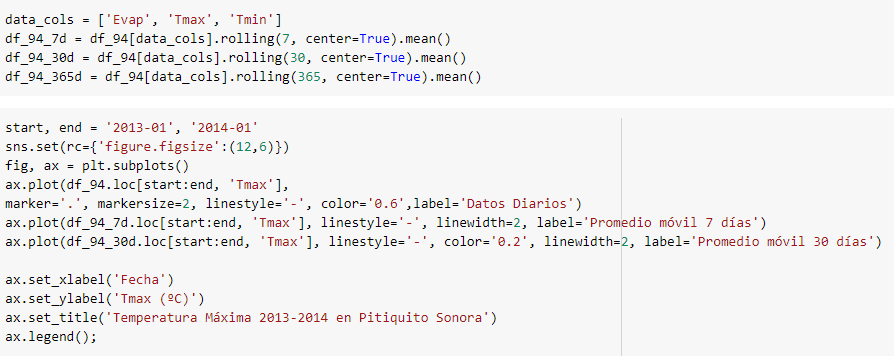 data_cols = ['Evap', 'Tmax', 'Tmin']
df_94_7d = df_94[data_cols].rolling(7, center=True).mean()
df_94_30d = df_94[data_cols].rolling(30, center=True).mean()
df_94_365d = df_94[data_cols].rolling(365, center=True).mean()
start, end = '2013-01', '2014-01'
sns.set(rc={'figure.figsize':(12,6)})
fig, ax = plt.subplots()
ax.plot(df_94.loc[start:end, 'Tmax'],
marker='.', markersize=2, linestyle='-', color='0.6',label='Datos Diarios')
ax.plot(df_94_7d.loc[start:end, 'Tmax'], linestyle='-', linewidth=2, label='Promedio móvil 7 días')
ax.plot(df_94_30d.loc[start:end, 'Tmax'], linestyle='-', color='0.2', linewidth=2, label='Promedio móvil 30 días')
ax.set_xlabel('Fecha')
ax.set_ylabel('Tmax (ºC)')
ax.set_title('Temperatura Máxima 2013-2014 en Pitiquito Sonora')
ax.legend();